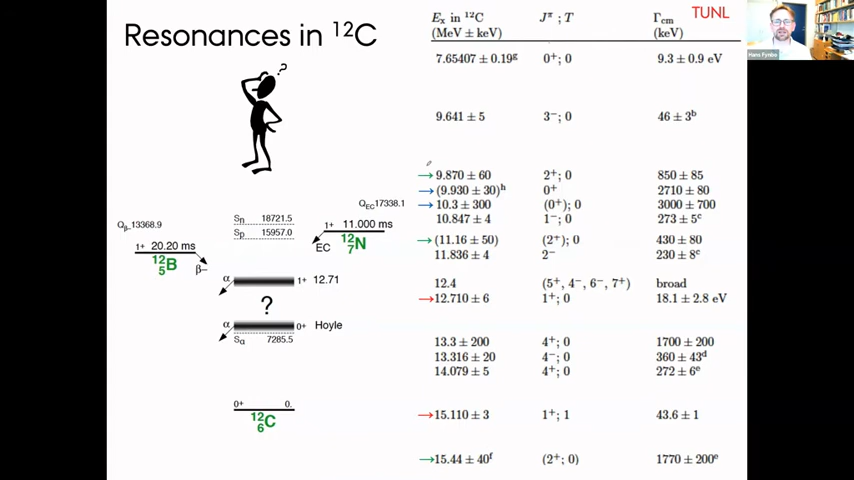 Resonances in ¹²C
?
TUNL
Hans Fynbo
Eₓ in ¹²C Jπ ; T Γcm
(MeV ± keV) (keV)
7.65407 ± 0.19ᵍ 0⁺; 0 9.3 ± 0.9 eV
9.641 ± 5 3⁻; 0 46 ± 3ᵇ
→ 9.870 ± 60 2⁺; 0 850 ± 85
→ (9.930 ± 30)ʰ 0⁺ 2710 ± 80
→ 10.3 ± 300 (0⁺); 0 3000 ± 700
10.847 ± 4 1⁻; 0 273 ± 5ᶜ
→ (11.16 ± 50) (2⁺); 0 430 ± 80
11.836 ± 4 2⁻ 230 ± 8ᶜ
12.4 (5⁺, 4⁻, 6⁻, 7⁺) broad
→ 12.710 ± 6 1⁺; 0 18.1 ± 2.8 eV
13.3 ± 200 4⁺; 0 1700 ± 200
13.316 ± 20 4⁻; 0 360 ± 43ᵈ
14.079 ± 5 4⁺; 0 272 ± 6ᵉ
→ 15.110 ± 3 1⁺; 1 43.6 ± 1
→ 15.44 ± 40ᶠ (2⁺; 0) 1770 ± 200ᵉ
Qβ-13368.9
1+ 20.20 ms
¹²₅B
β−
Sn 18721.5
Sp 15957.0
QEC17338.1
1+ 11.000 ms
EC
¹²₇N
α 1+ 12.71
?
α 0+ Hoyle
Sα 7285.5
0+ 0.
¹²₆C